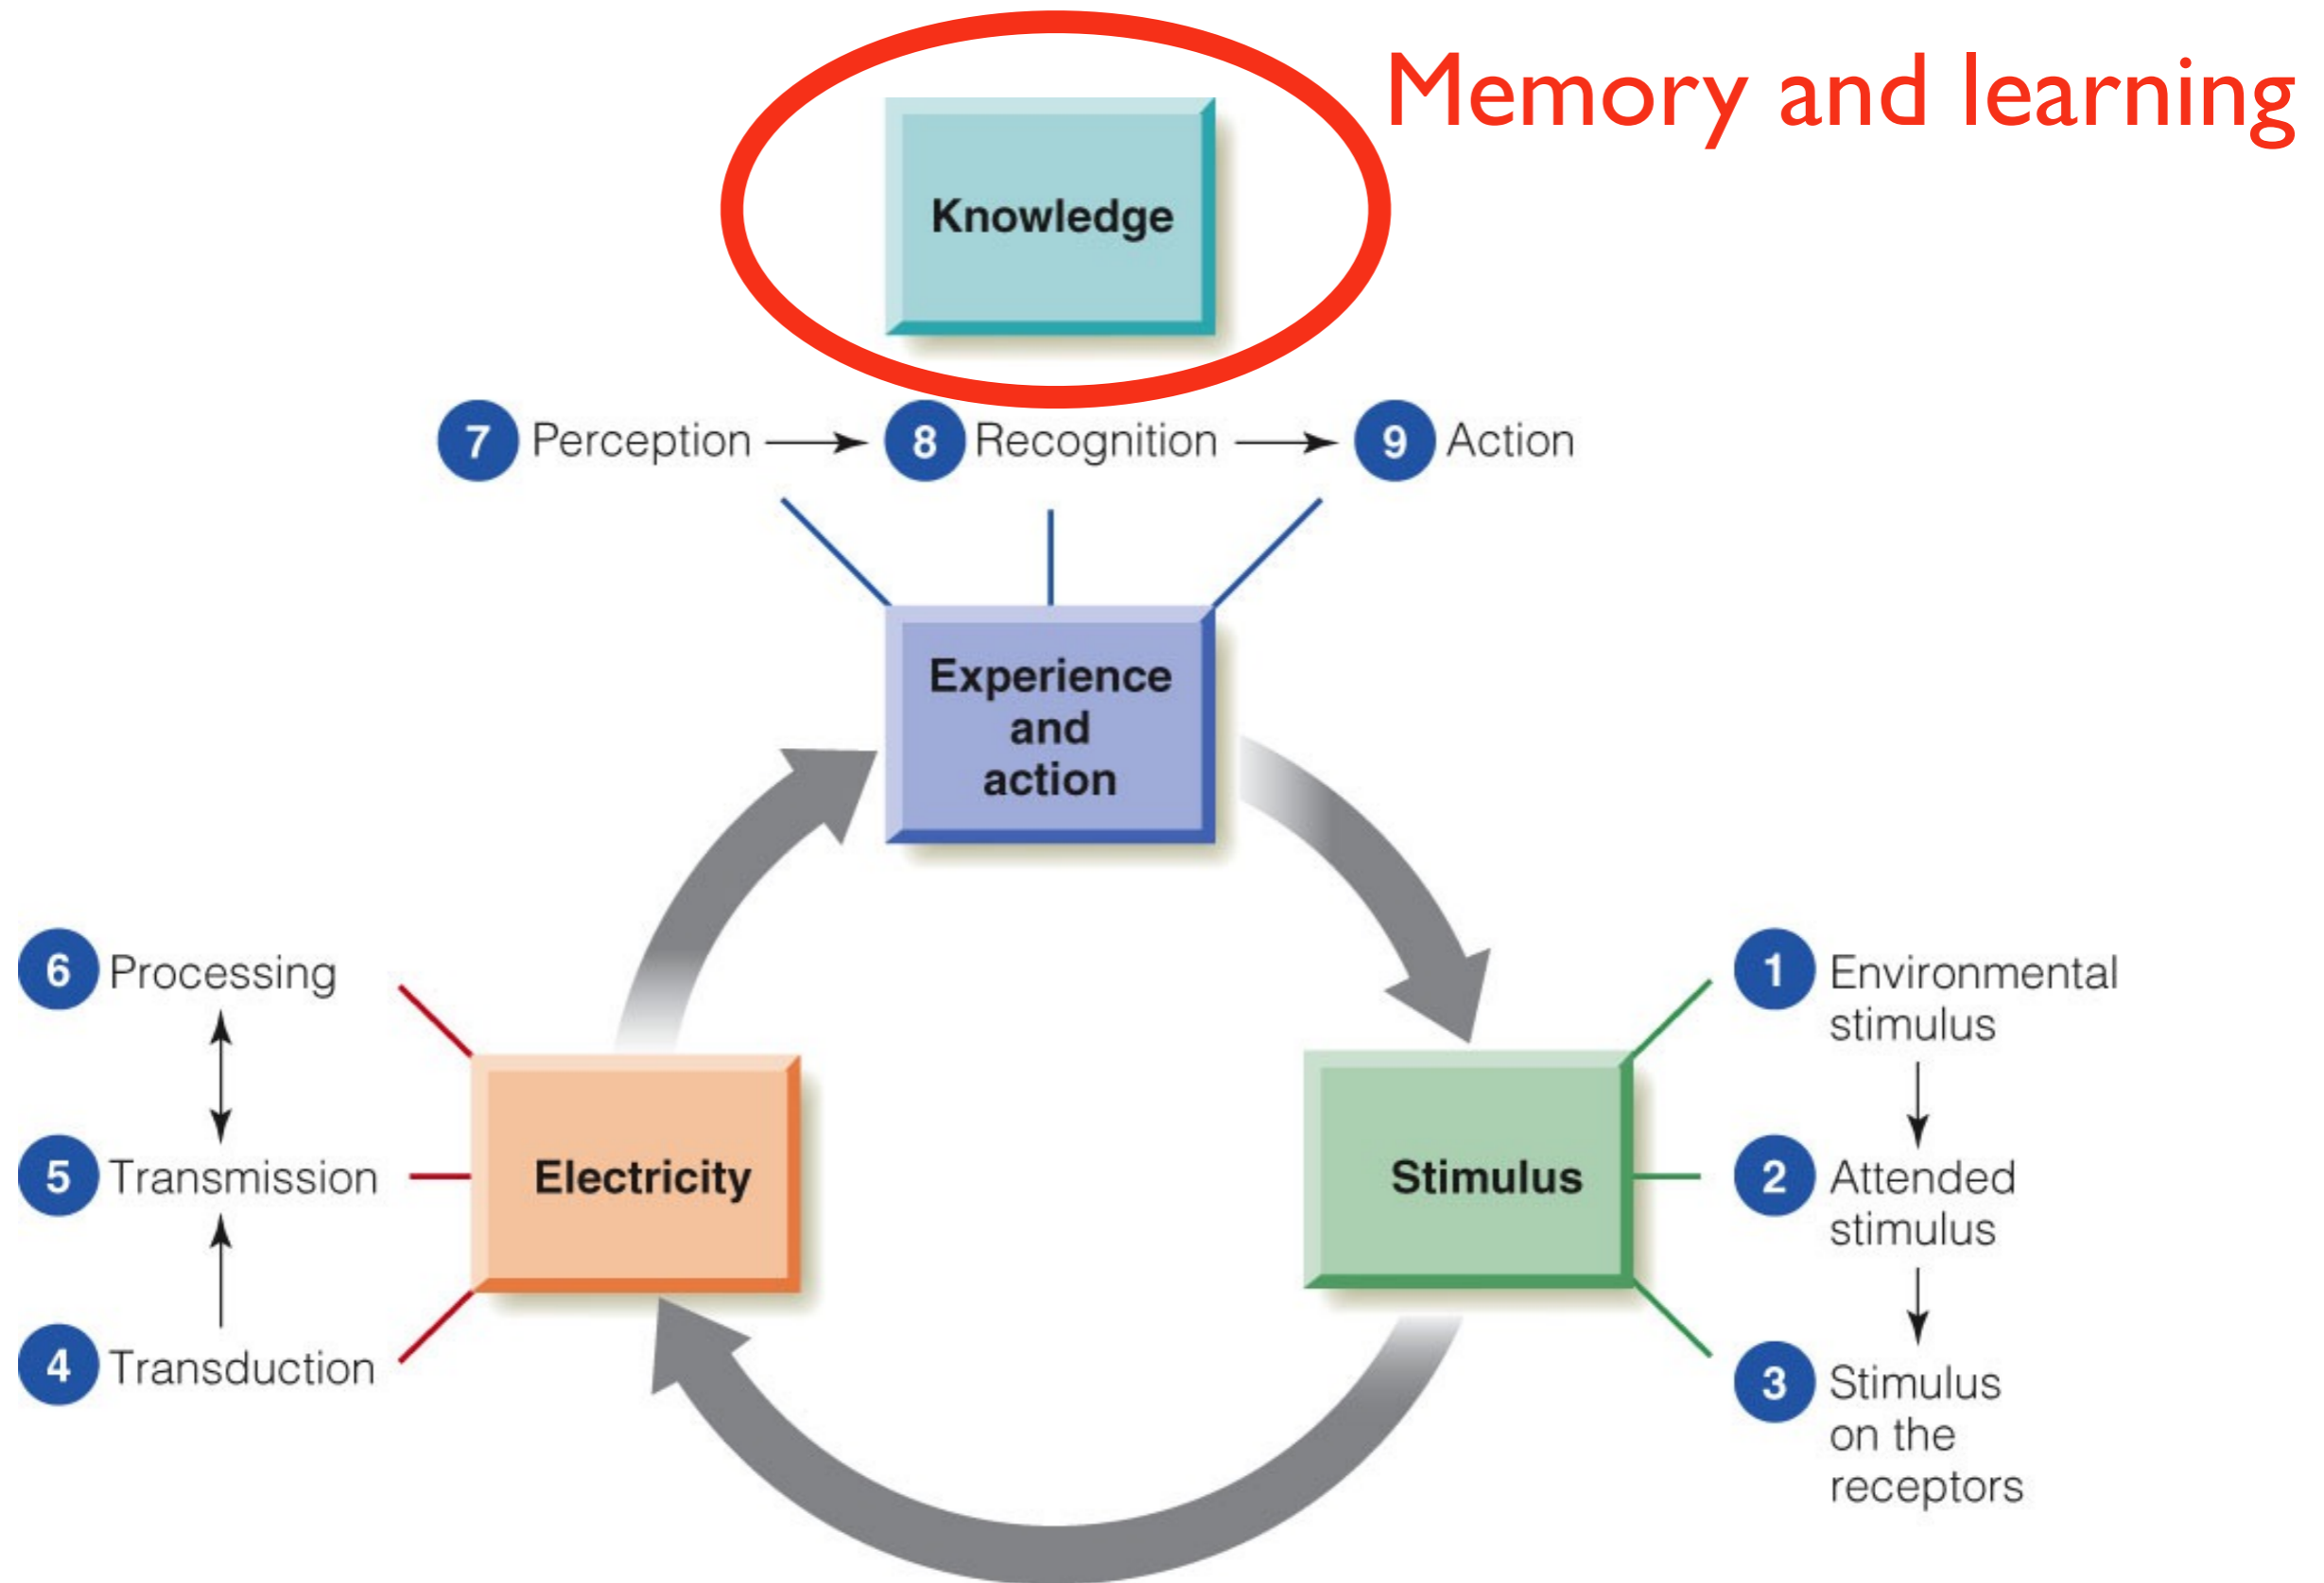 Memory and learning
Knowledge
7 Perception 8 Recognition 9 Action
Experience
and
action
6 Processing
5 Transmission
4 Transduction
Electricity
Stimulus
1 Environmental
stimulus
2 Attended
stimulus
3 Stimulus
on the
receptors